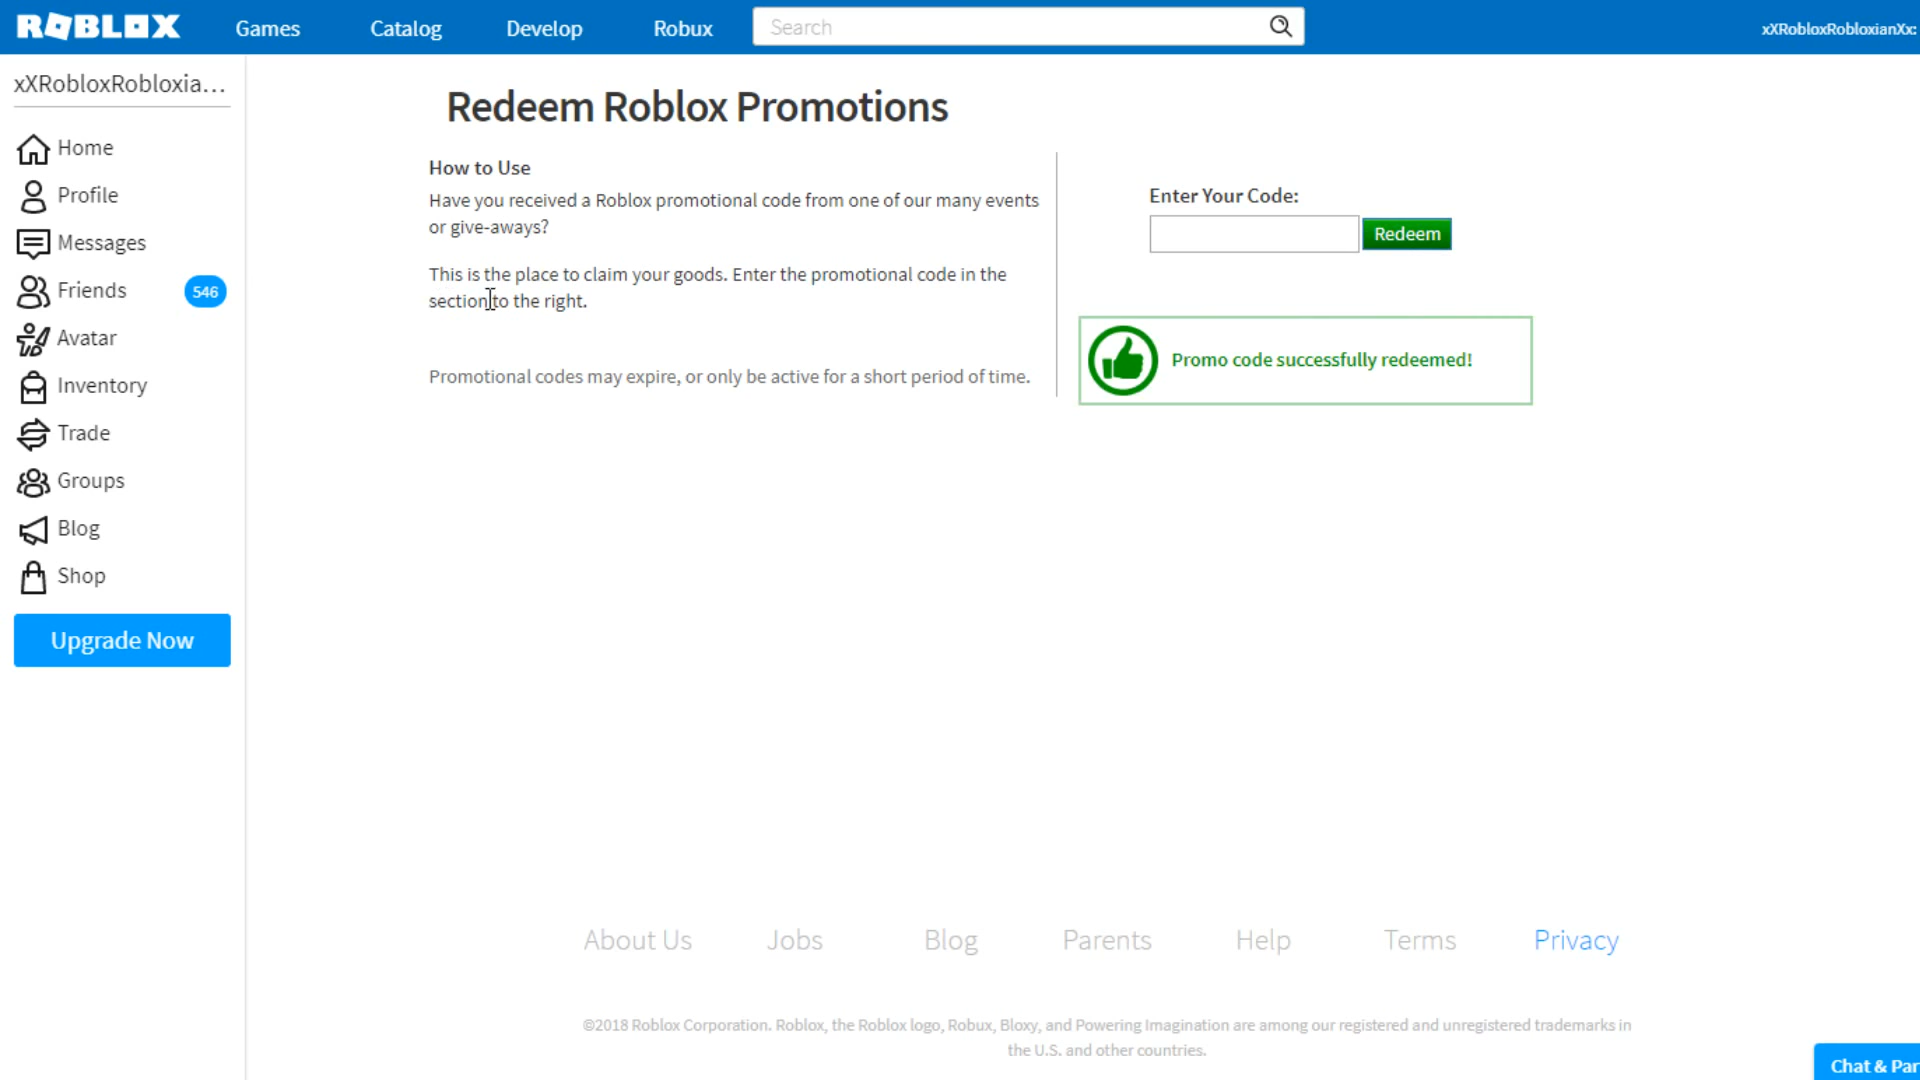 ROBLOX
Games
Catalog
Develop
Robux
Search
xXRobloxRobloxianXx:
xXRobloxRobloxia...
Home
Profile
Messages
Friends
546
Avatar
Inventory
Trade
Groups
Blog
Shop
Upgrade Now
Redeem Roblox Promotions
How to Use
Have you received a Roblox promotional code from one of our many events
or give-aways?
This is the place to claim your goods. Enter the promotional code in the
section to the right.
Promotional codes may expire, or only be active for a short period of time.
Enter Your Code:
Redeem
Promo code successfully redeemed!
About Us
Jobs
Blog
Parents
Help
Terms
Privacy
©2018 Roblox Corporation. Roblox, the Roblox logo, Robux, Bloxy, and Powering Imagination are among our registered and unregistered trademarks in
the U.S. and other countries.
Chat & Par